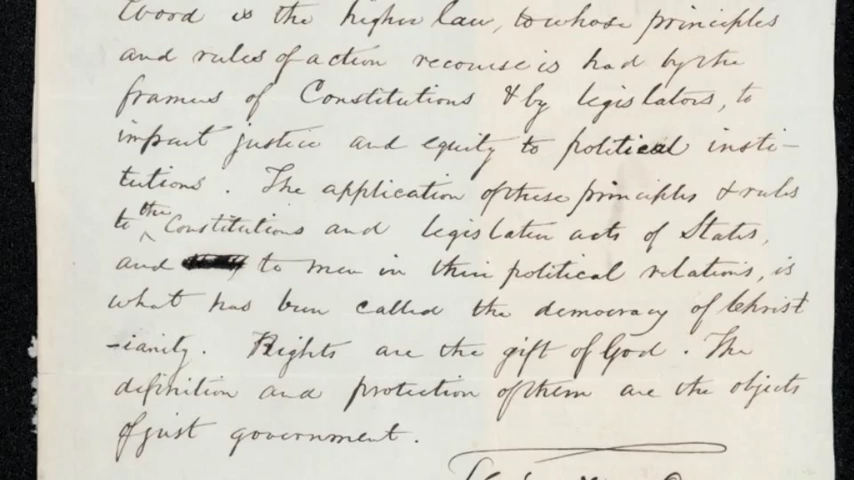 Word is the higher law, to whose principles
and rules of action recourse is had by the
framers of Constitutions & by legislators, to
impart justice and equity to political insti-
tutions. The application of these principles & rules
to the Constitutions and legislative acts of States,
and to men in their political relations, is
what has been called the democracy of Christ
-ianity. Rights are the gift of God. The
definition and protection of them are the objects
of just government.